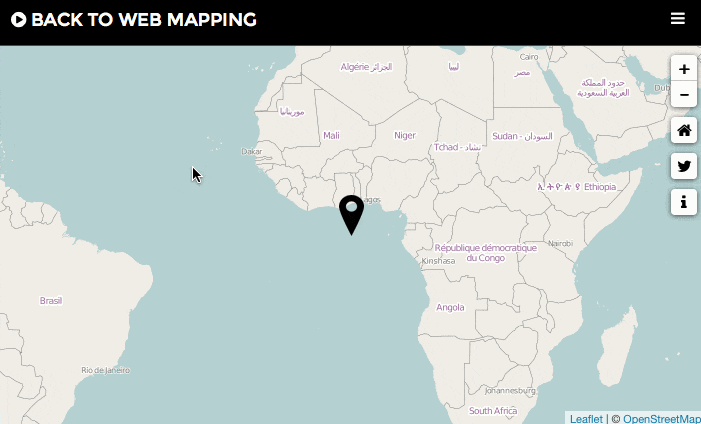 BACK TO WEB MAPPING
+
−
Cairo
مصر
ليبيا
Algérie الجزائر
حدود المملكة
العربية السعودية
Dub
موريتانيا
Mali
Niger
Sudan - السودان
Tchad - تشاد
Dakar
agos
Ethiopia
République démocratique
du Congo
Nairobi
Kinshasa
Brasil
Angola
Rio de Janeiro
Johannesburg
South Africa
Leaflet | © OpenStreetMap